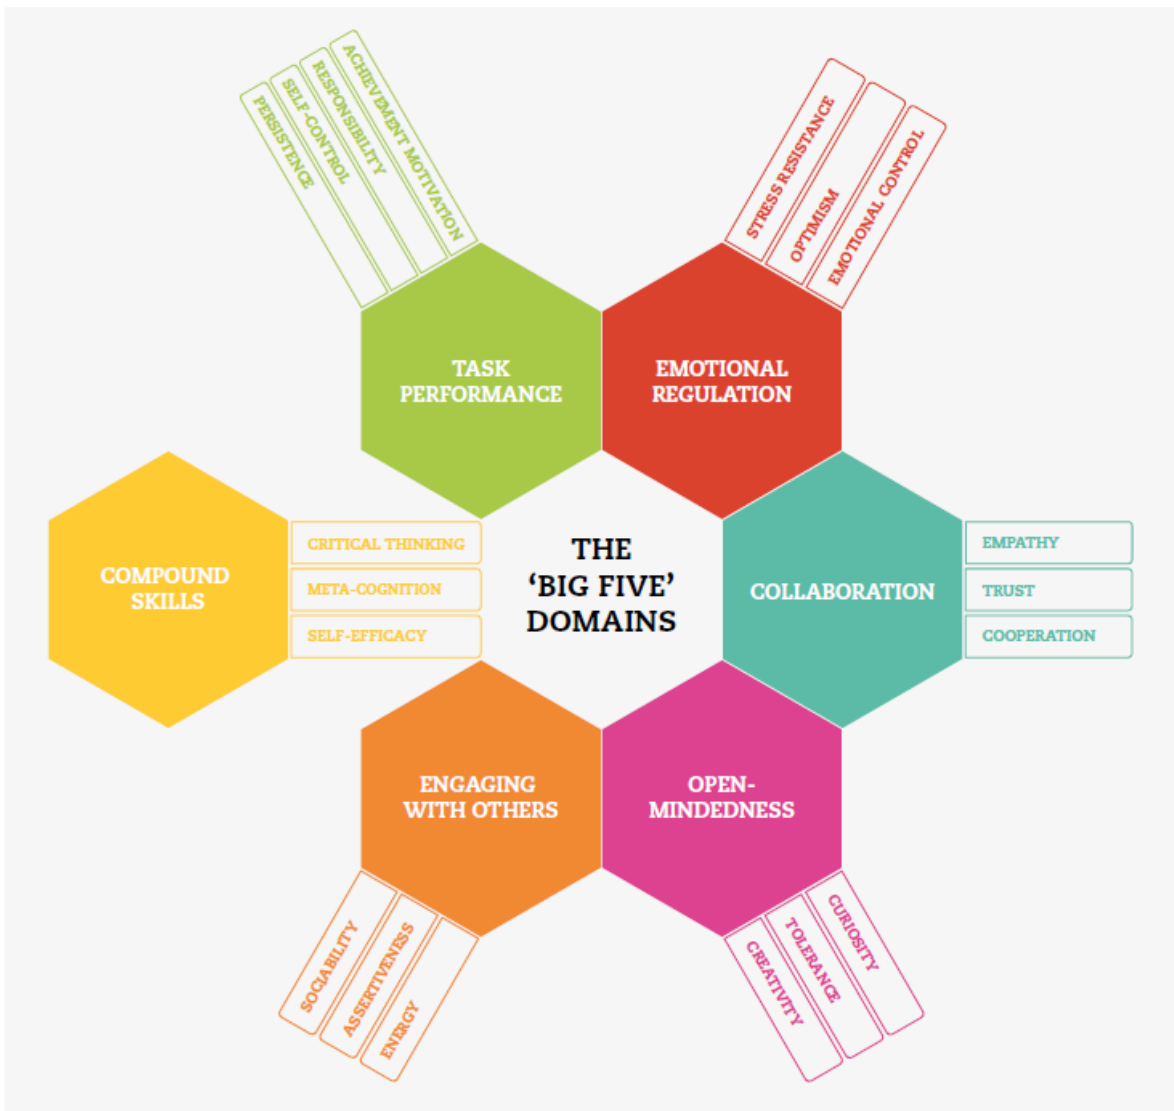 ACHIEVEMENT MOTIVATION
RESPONSIBILITY
SELF-CONTROL
PERSISTENCE
STRESS RESISTANCE
OPTIMISM
EMOTIONAL CONTROL
TASK
PERFORMANCE
EMOTIONAL
REGULATION
COMPOUND
SKILLS
CRITICAL THINKING
META-COGNITION
SELF-EFFICACY
THE
‘BIG FIVE’
DOMAINS
COLLABORATION
EMPATHY
TRUST
COOPERATION
ENGAGING
WITH OTHERS
OPEN-
MINDEDNESS
SOCIABILITY
ASSERTIVENESS
ENERGY
CREATIVITY
TOLERANCE
CURIOSITY